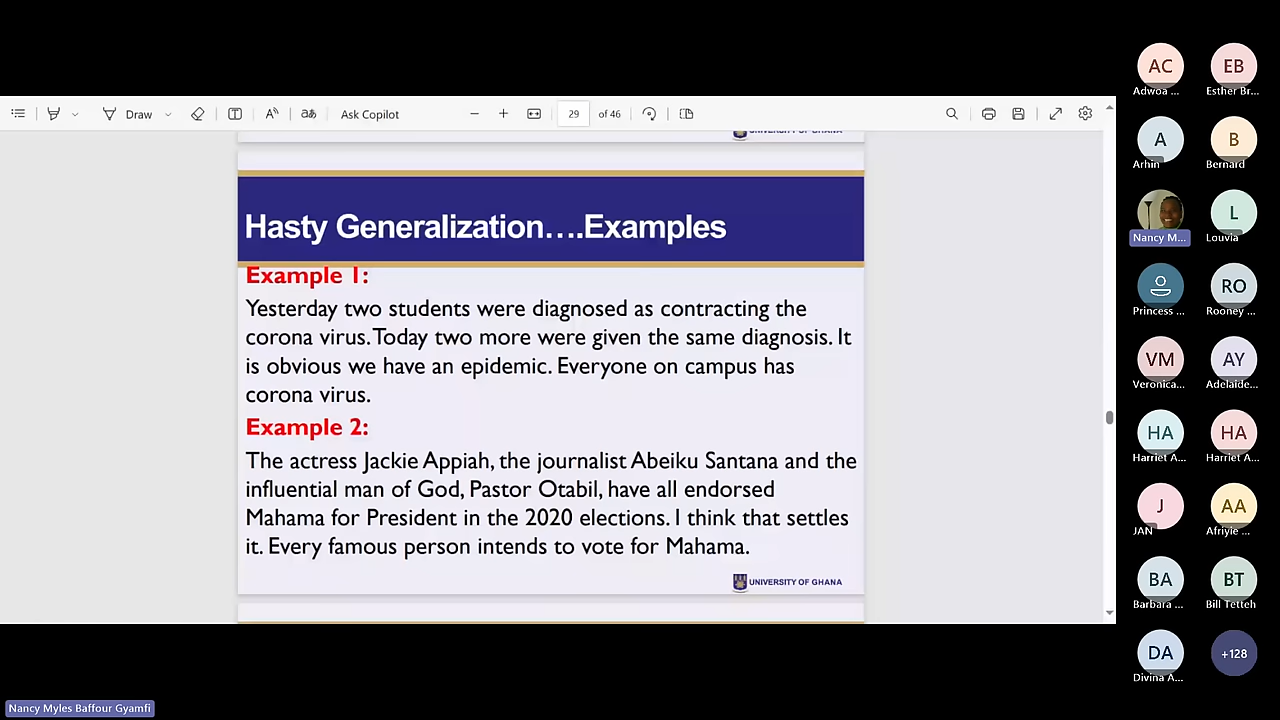 Draw
aあ
Ask Copilot
29 of 46
UNIVERSITY OF GHANA
Hasty Generalization....Examples
Example 1:
Yesterday two students were diagnosed as contracting the
corona virus. Today two more were given the same diagnosis. It
is obvious we have an epidemic. Everyone on campus has
corona virus.
Example 2:
The actress Jackie Appiah, the journalist Abeiku Santana and the
influential man of God, Pastor Otabil, have all endorsed
Mahama for President in the 2020 elections. I think that settles
it. Every famous person intends to vote for Mahama.
UNIVERSITY OF GHANA
AC EB
Adwoa ... Esther Br...
A B
Arhin Bernard
L
Nancy M... Louvia
RO
Princess ... Rooney ...
VM AY
Veronica... Adelaide...
HA HA
Harriet A... Harriet A...
J AA
JAN Afriyie ...
BA BT
Barbara ... Bill Tetteh
DA +128
Divina A...
Nancy Myles Baffour Gyamfi